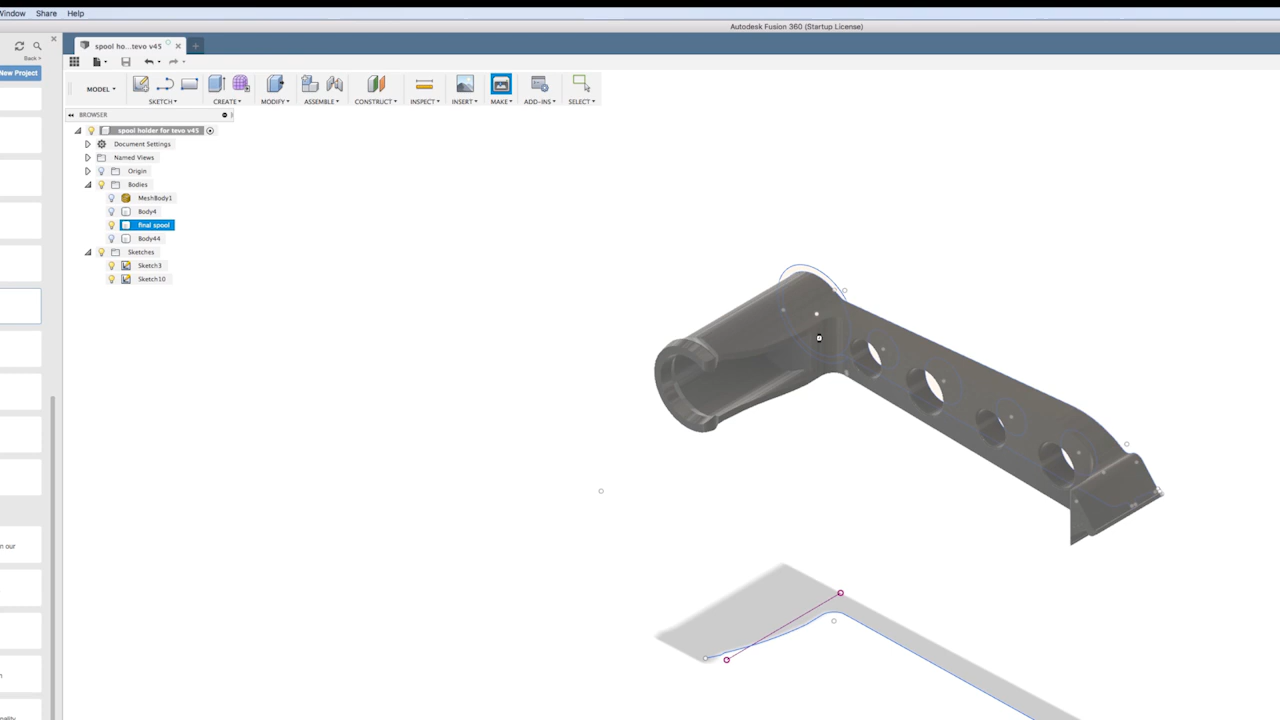 Window Share Help
Autodesk Fusion 360 (Startup License)
spool ho...tevo v45
Back >
New Project
MODEL
SKETCH CREATE MODIFY ASSEMBLE CONSTRUCT INSPECT INSERT MAKE ADD-INS SELECT
BROWSER
spool holder for tevo v45
Document Settings
Named Views
Origin
Bodies
MeshBody1
Body4
final spool
Body44
Sketches
Sketch3
Sketch10
n our